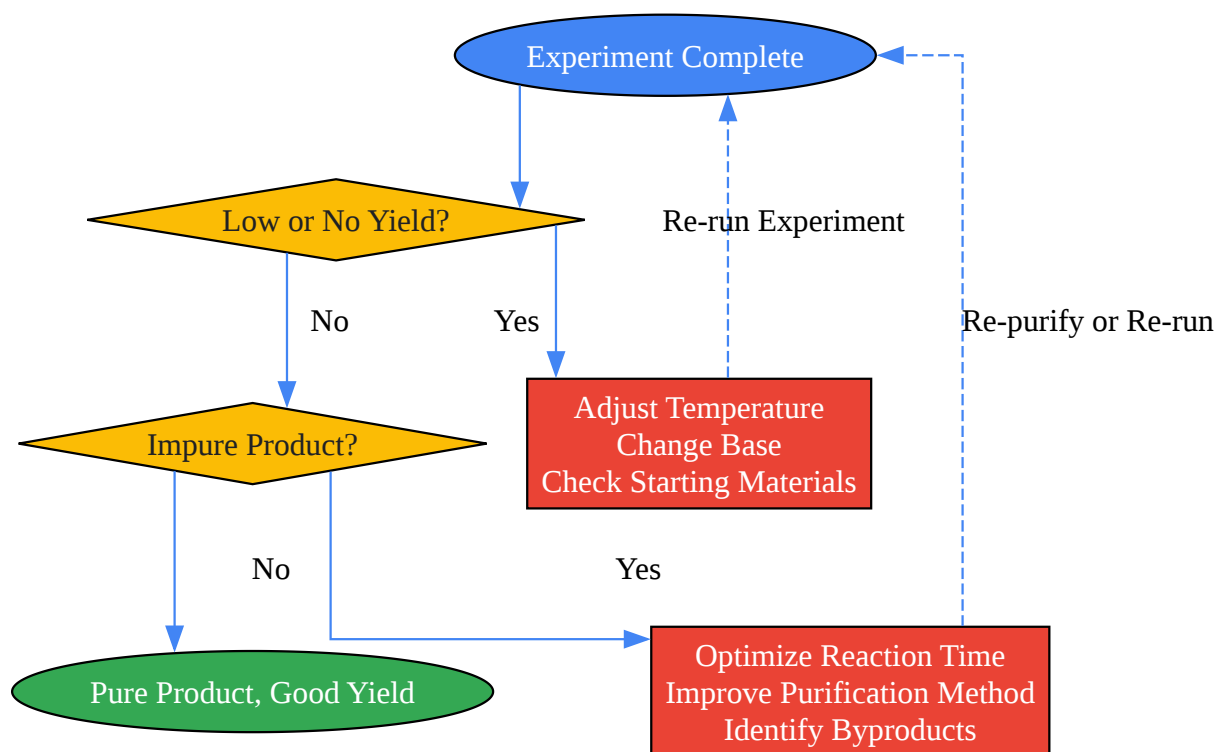 Experiment Complete
Low or No Yield?
Re-run Experiment
No
Yes
Re-purify or Re-run
Adjust Temperature
Change Base
Check Starting Materials
Impure Product?
No
Yes
Optimize Reaction Time
Improve Purification Method
Identify Byproducts
Pure Product, Good Yield